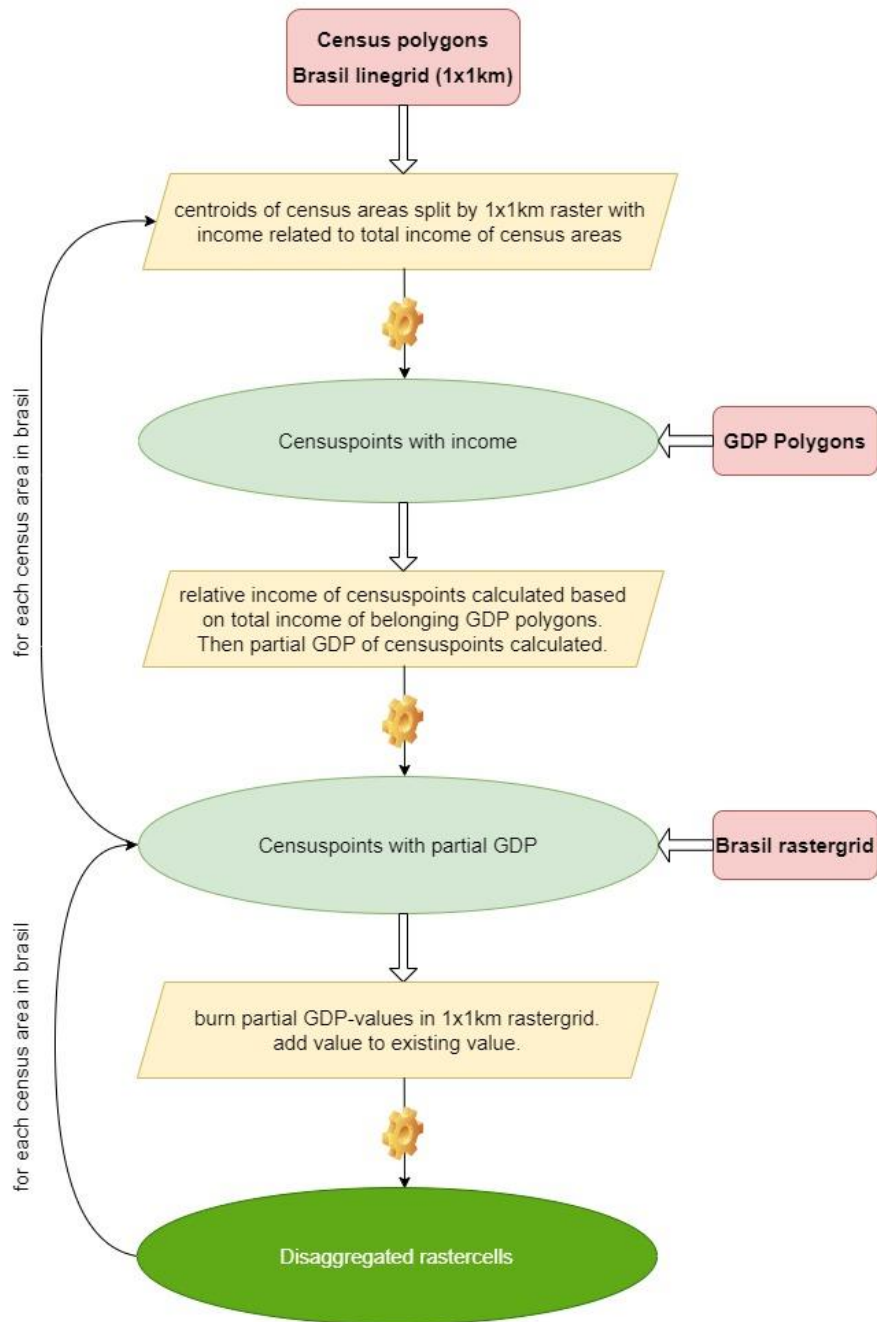 Census polygons
Brasil linegrid (1x1km)
centroids of census areas split by 1x1km raster with
income related to total income of census areas
for each census area in brasil
Censuspoints with income
GDP Polygons
relative income of censuspoints calculated based
on total income of belonging GDP polygons.
Then partial GDP of censuspoints calculated.
Censuspoints with partial GDP
Brasil rastergrid
for each census area in brasil
burn partial GDP-values in 1x1km rastergrid.
add value to existing value.
Disaggregated rastercells